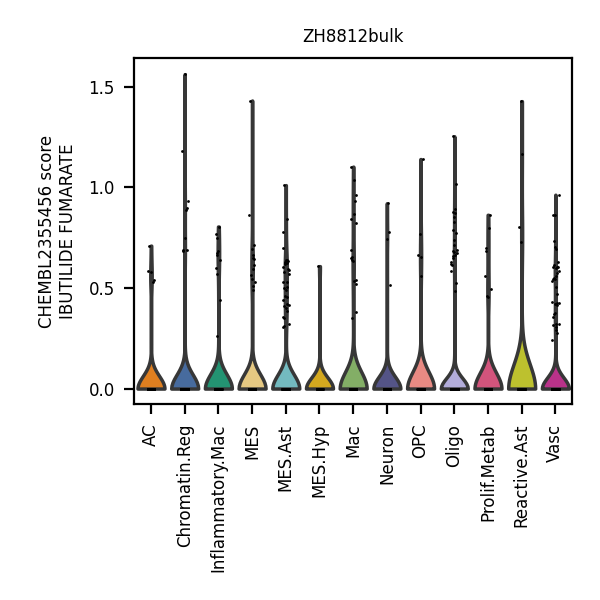 ZH8812bulk
CHEMBL2355456 score
IBUTILIDE FUMARATE
1.5
1.0
0.5
0.0
AC
Chromatin.Reg
Inflammatory.Mac
MES
MES.Ast
MES.Hyp
Mac
Neuron
OPC
Oligo
Prolif.Metab
Reactive.Ast
Vasc